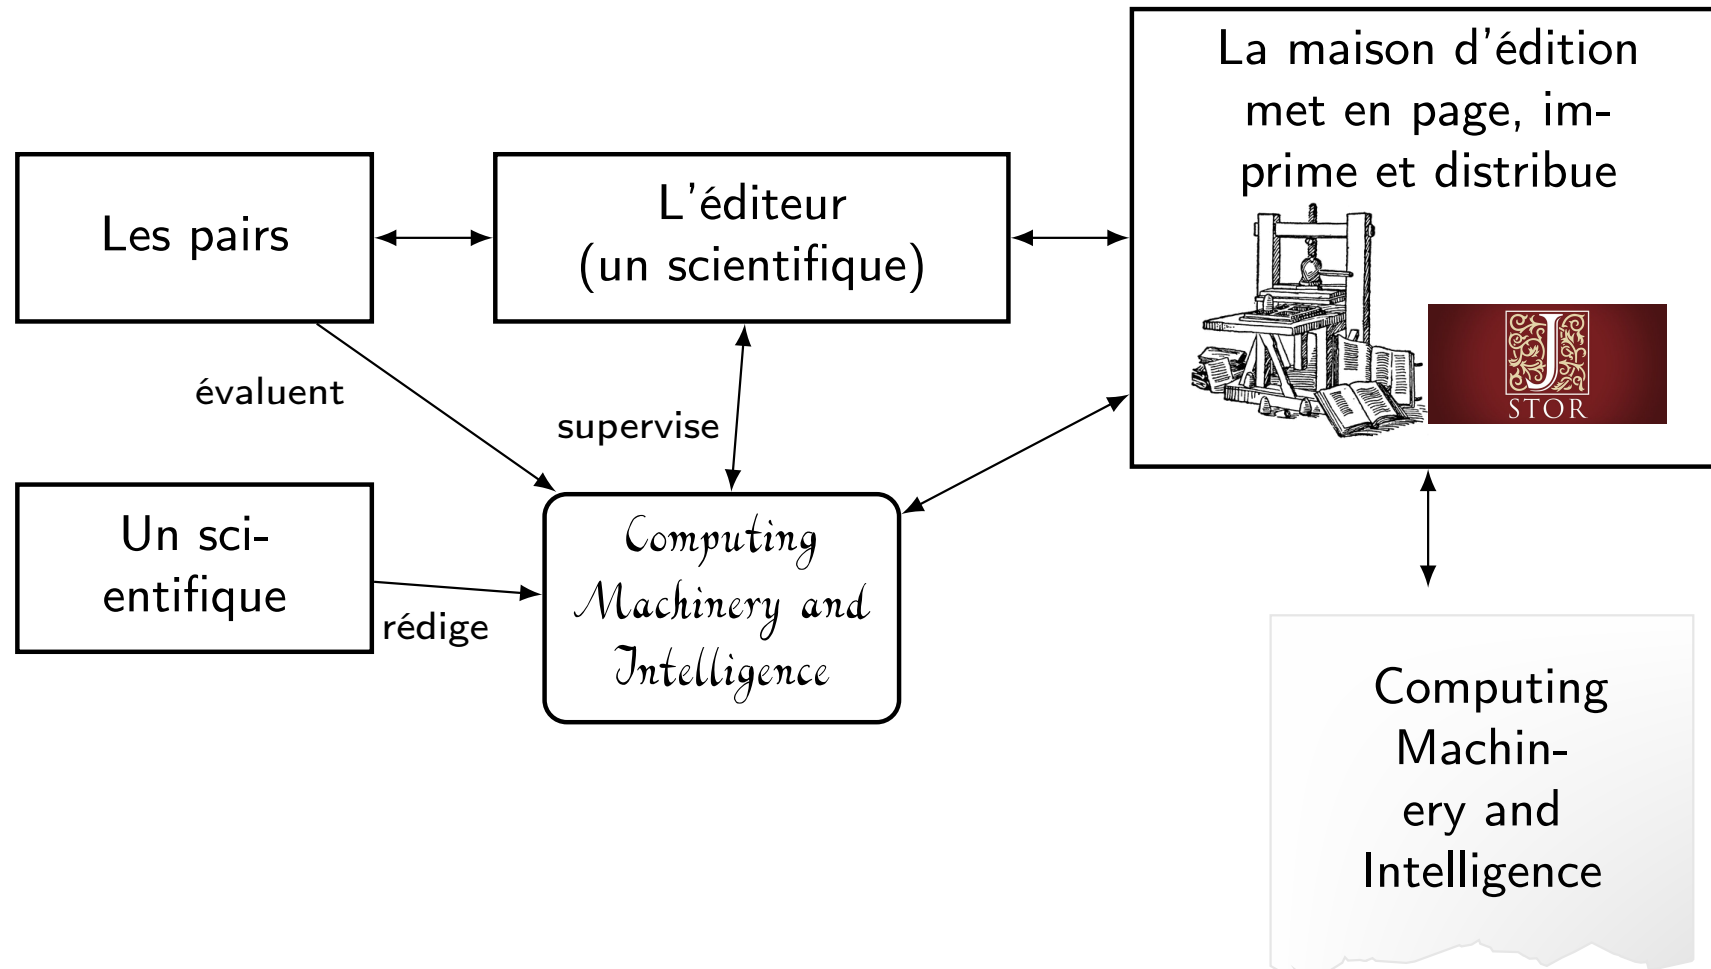 La maison d'édition
met en page, im-
prime et distribue
Les pairs
L'éditeur
(un scientifique)
J
STOR
évaluent
supervise
Un sci-
entifique
rédige
Computing
Machinery and
Intelligence
Computing
Machin-
ery and
Intelligence